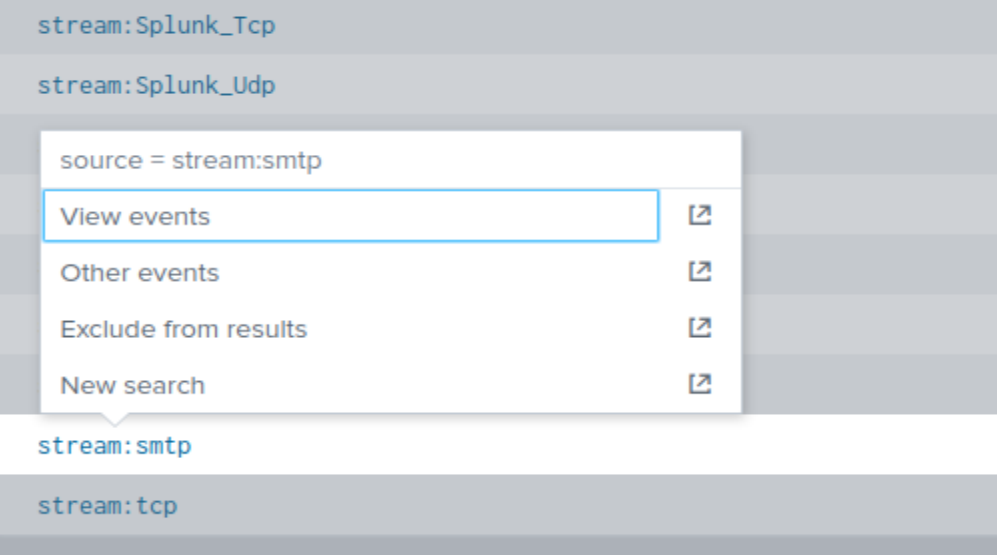 stream:Splunk_Tcp
stream:Splunk_Udp
source = stream:smtp
View events
Other events
Exclude from results
New search
stream:smtp
stream:tcp